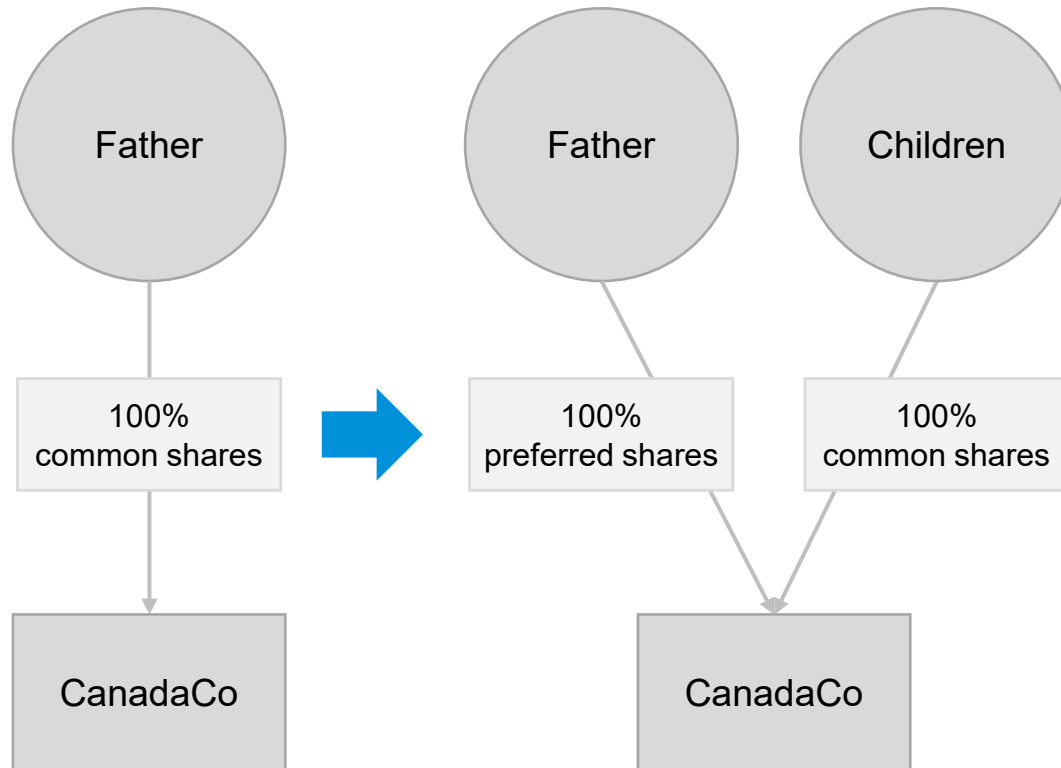 Father
Father
Children
100%
common shares
100%
preferred shares
100%
common shares
CanadaCo
CanadaCo